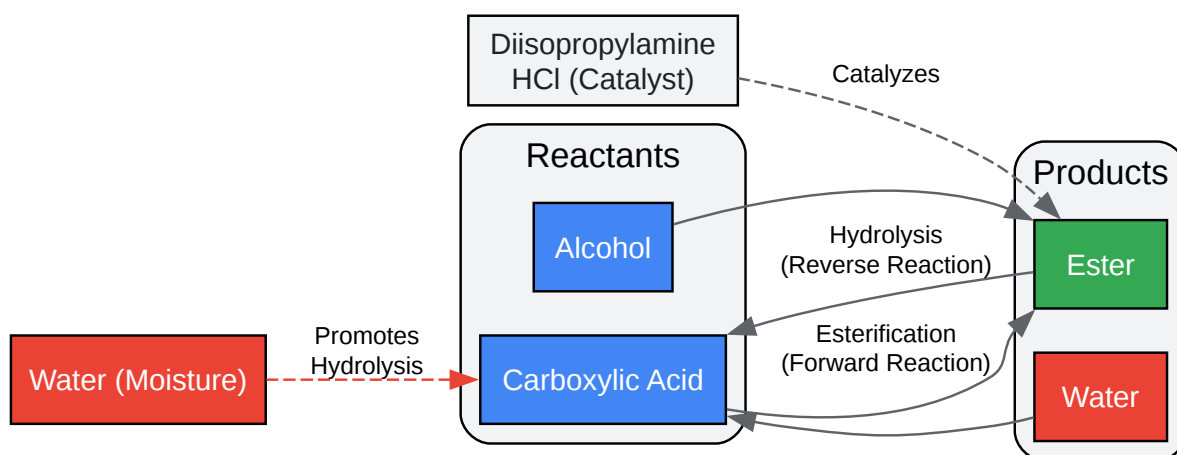 Diisopropylamine
HCl (Catalyst)
Catalyzes
Reactants
Products
Alcohol
Hydrolysis
(Reverse Reaction)
Ester
Promotes
Hydrolysis
Esterification
(Forward Reaction)
Water (Moisture)
Carboxylic Acid
Water